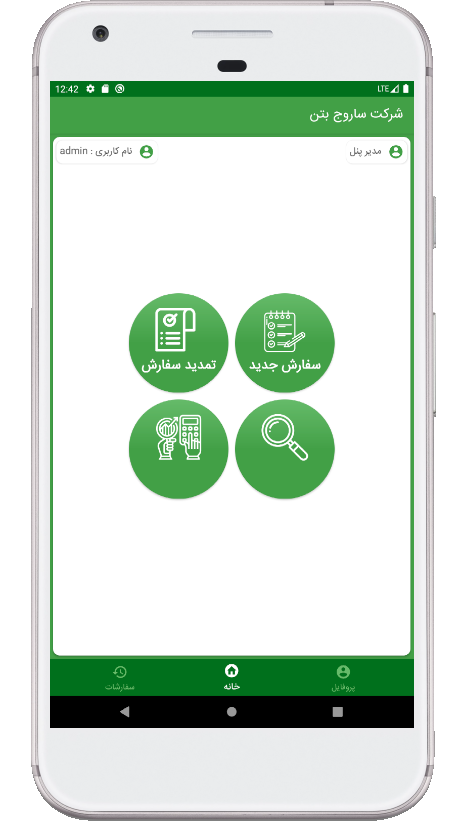 12:42 LTE
شرکت ساروج بتن
مدیر پنل
نام کاربری : admin
سفارش جدید
تمدید سفارش
پروفایل
خانه
سفارشات